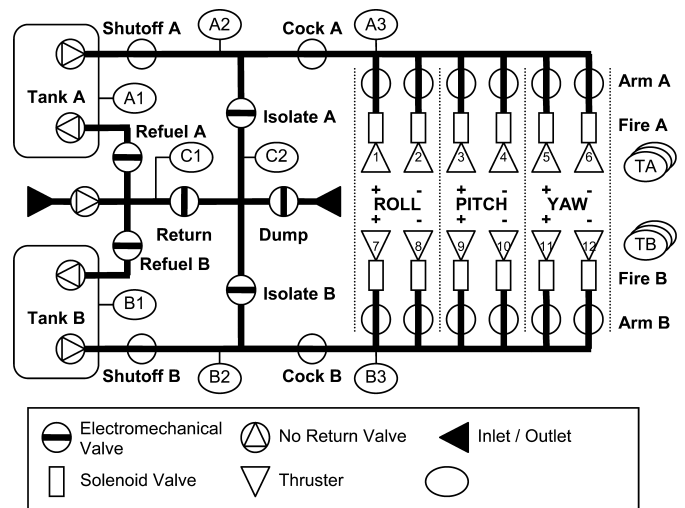 Shutoff A
A2
Cock A
A3
Tank A
A1
Arm A
Isolate A
Fire A
Refuel A
C1
C2
1
2
3
4
5
6
TA
+ - + - + -
ROLL
PITCH
YAW
+ - + - + -
Return
Dump
7
8
9
10
11
12
TB
Refuel B
Fire B
Isolate B
B1
Tank B
Arm B
Shutoff B
B2
Cock B
B3
Electromechanical
Valve
No Return Valve
Inlet / Outlet
Solenoid Valve
Thruster